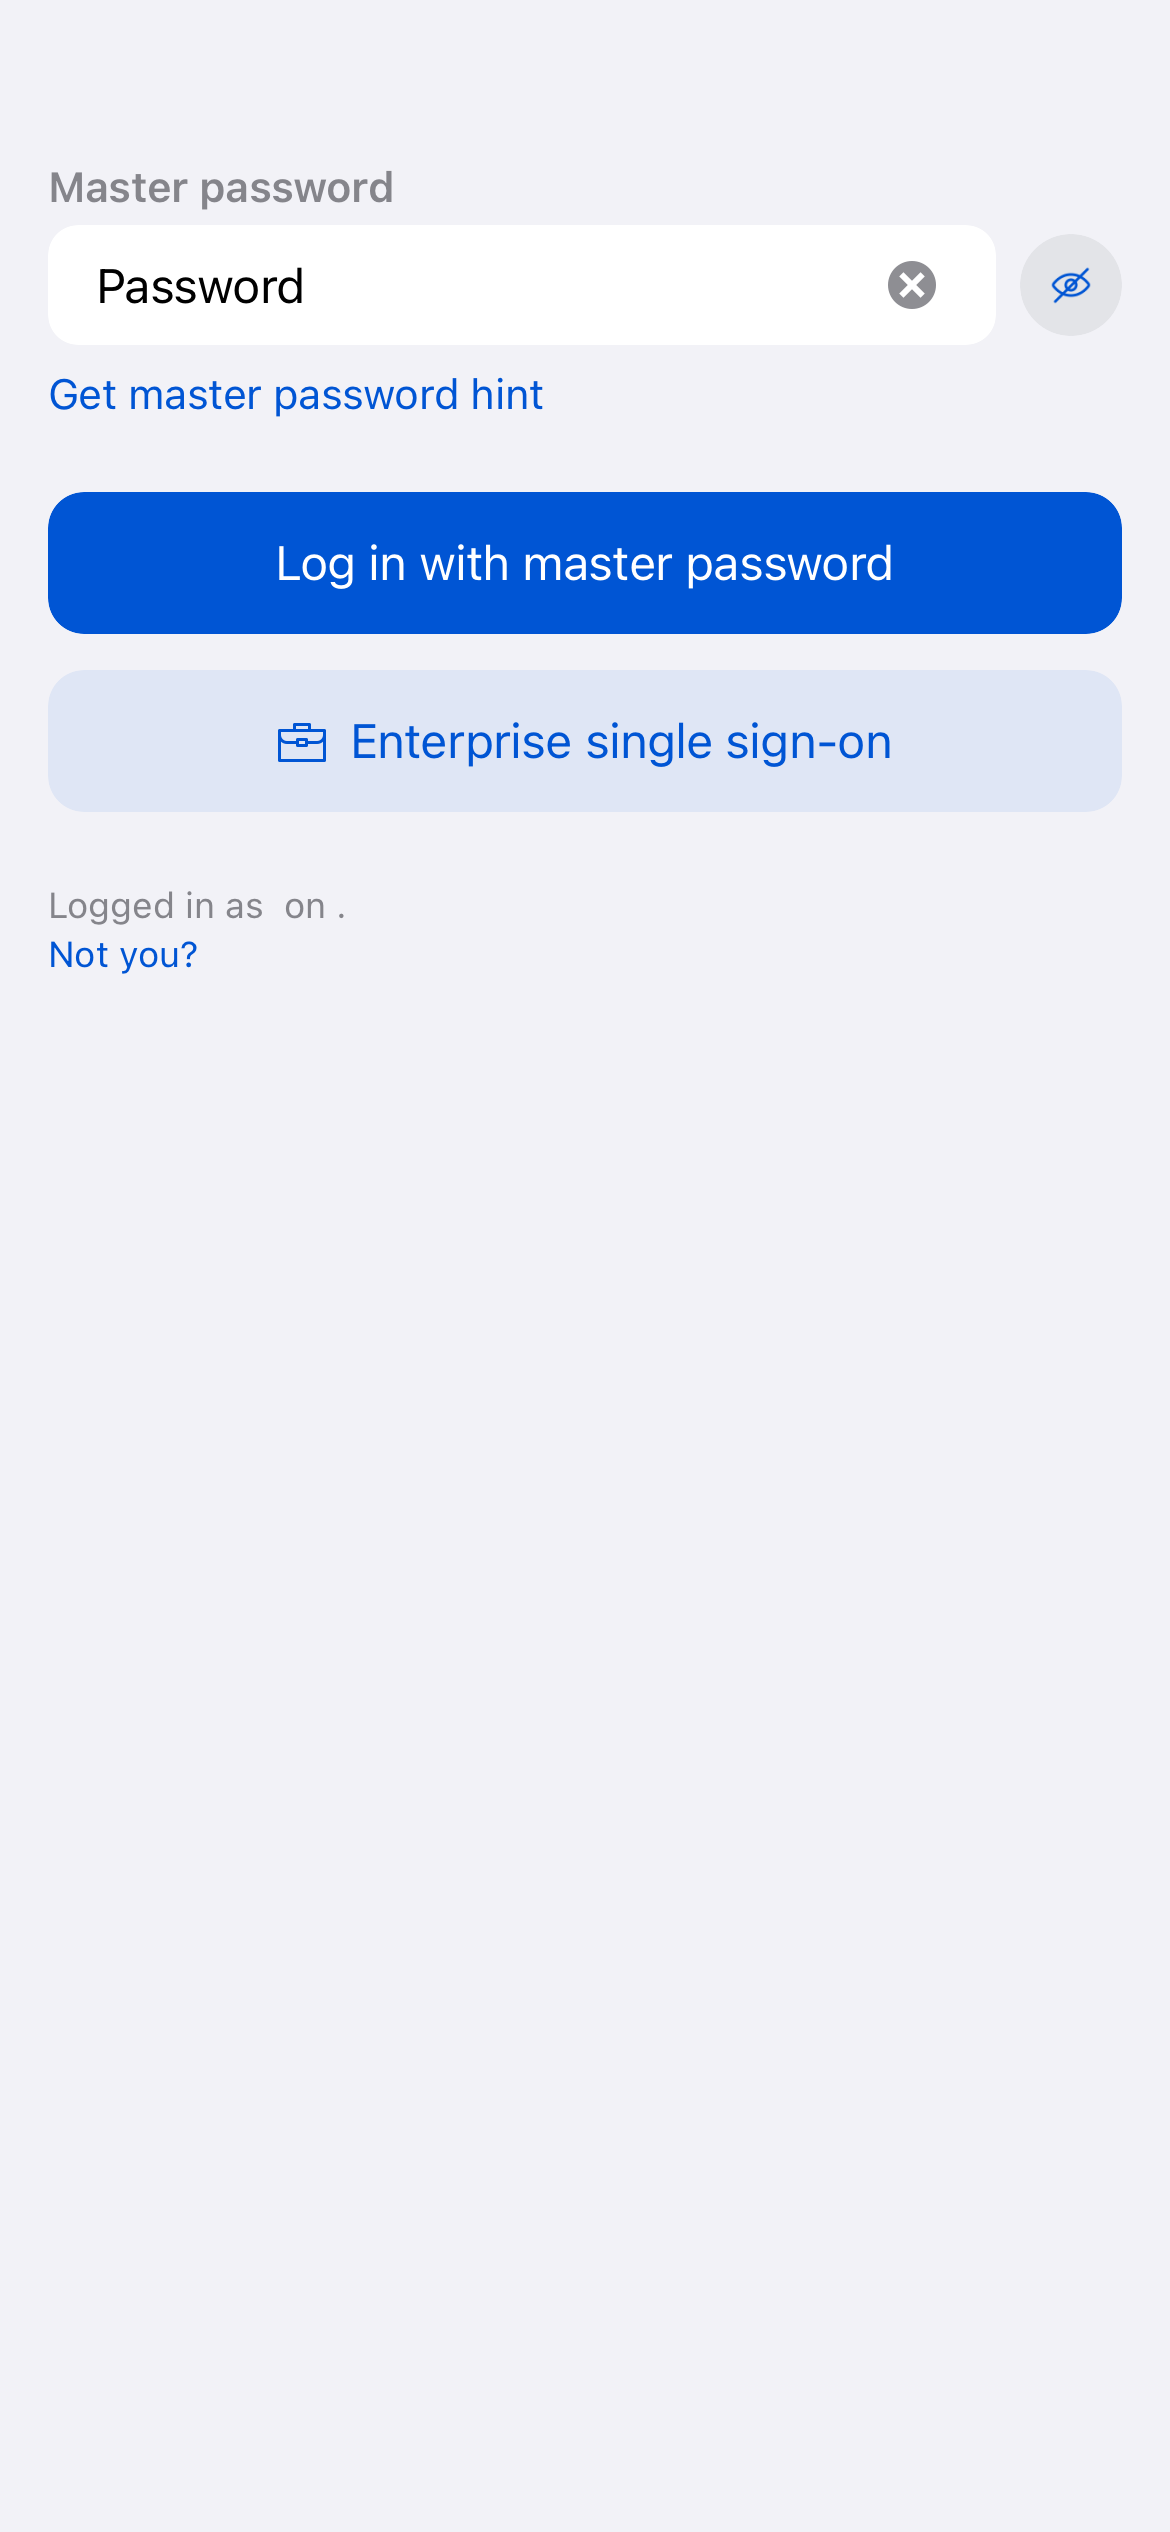 Master password
Password
Get master password hint
Log in with master password
Enterprise single sign-on
Logged in as  on .
Not you?